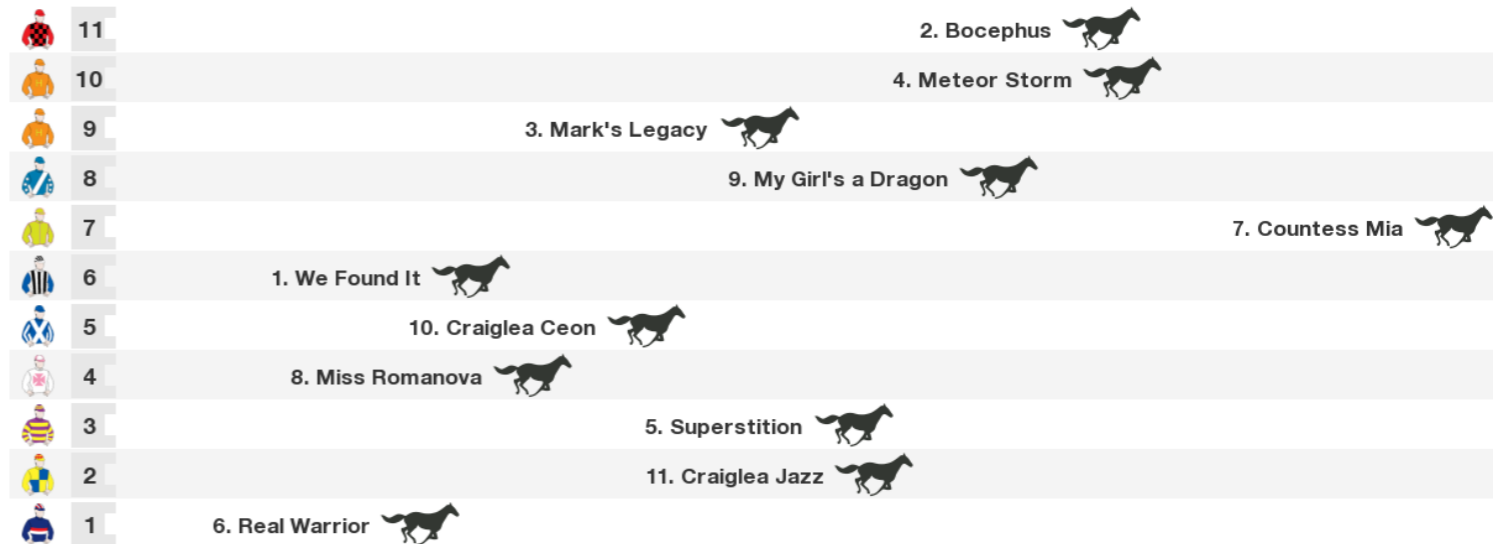 11 2. Bocephus
10 4. Meteor Storm
9 3. Mark's Legacy
8 9. My Girl's a Dragon
7 7. Countess Mia
6 1. We Found It
5 10. Craiglea Ceon
4 8. Miss Romanova
3 5. Superstition
2 11. Craiglea Jazz
1 6. Real Warrior